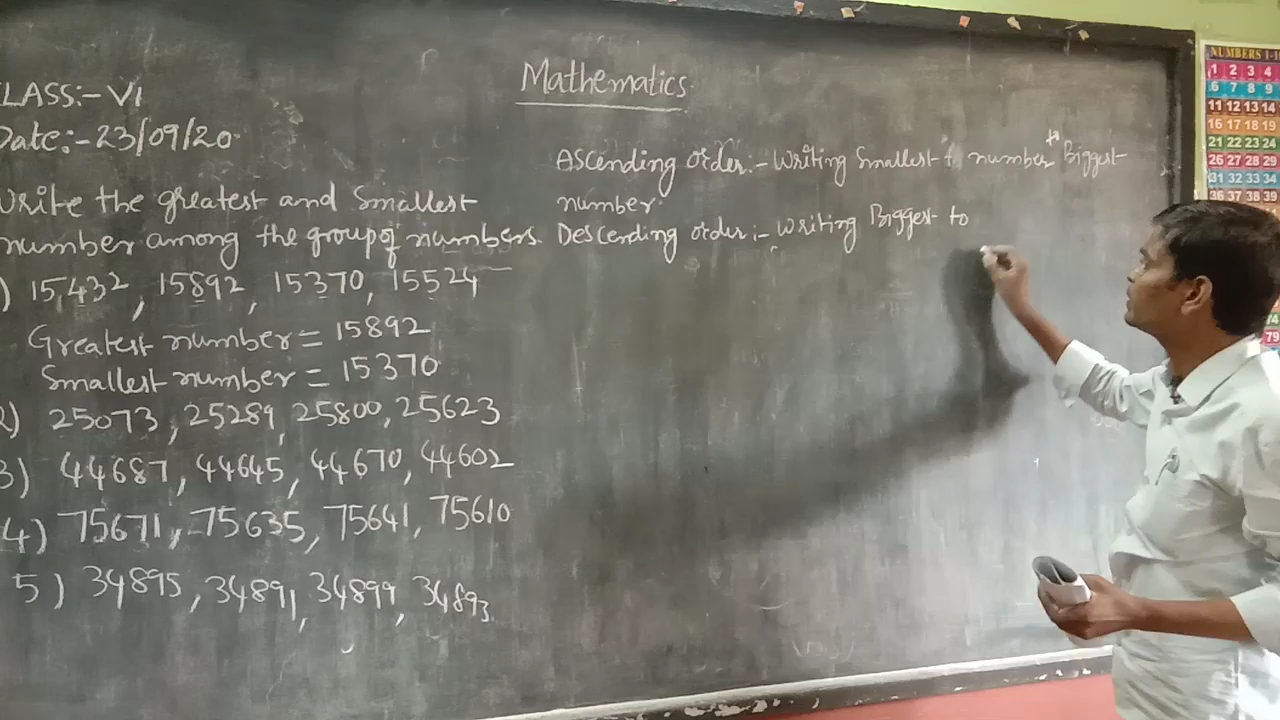 Mathematics
LASS:- VI
Date:- 23/09/20
Write the greatest and Smallest
number among the group of numbers.
) 15,432, 15892, 15370, 15524
Greatest number = 15892
Smallest number = 15370
2) 25073, 25289, 25800, 25623
3) 44687, 44645, 44670, 44602
4) 75671, 75635, 75641, 75610
5) 34895, 34891, 34899, 34893
Ascending order:- Writing Smallest t number to Biggest
number.
Descending order:- Writing Biggest to
NUMBERS 1-1
1 2 3 4
6 7 8 9
11 12 13 14
16 17 18 19
21 22 23 24
26 27 28 29
31 32 33 34
36 37 38 39
79